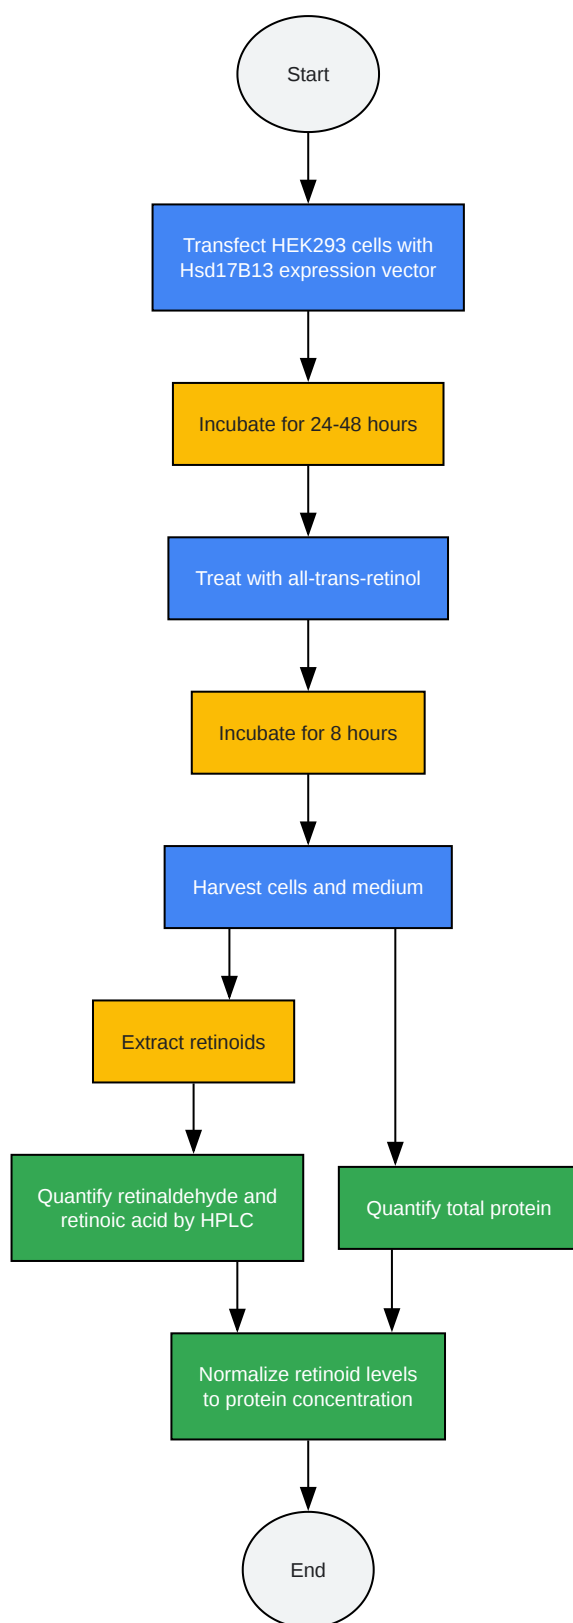 Start
Transfect HEK293 cells with
Hsd17B13 expression vector
Incubate for 24-48 hours
Treat with all-trans-retinol
Incubate for 8 hours
Harvest cells and medium
Extract retinoids
Quantify retinaldehyde and
retinoic acid by HPLC
Quantify total protein
Normalize retinoid levels
to protein concentration
End